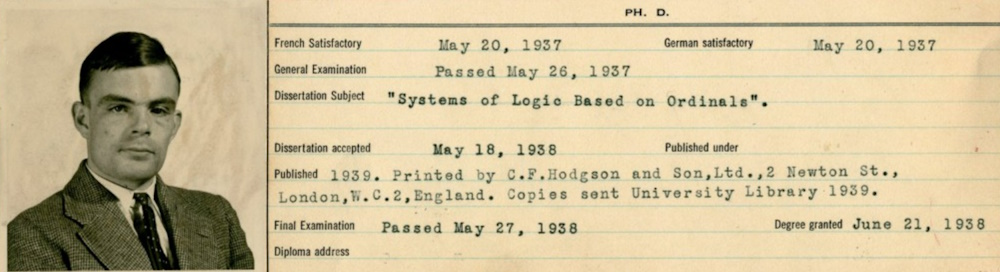 PH. D.
French Satisfactory May 20, 1937 German satisfactory May 20, 1937
General Examination Passed May 26, 1937
Dissertation Subject "Systems of Logic Based on Ordinals".
Dissertation accepted May 18, 1938 Published under
Published 1939. Printed by C.F.Hodgson and Son,Ltd.,2 Newton St.,
London,W.C.2,England. Copies sent University Library 1939.
Final Examination Passed May 27, 1938 Degree granted June 21, 1938
Diploma address